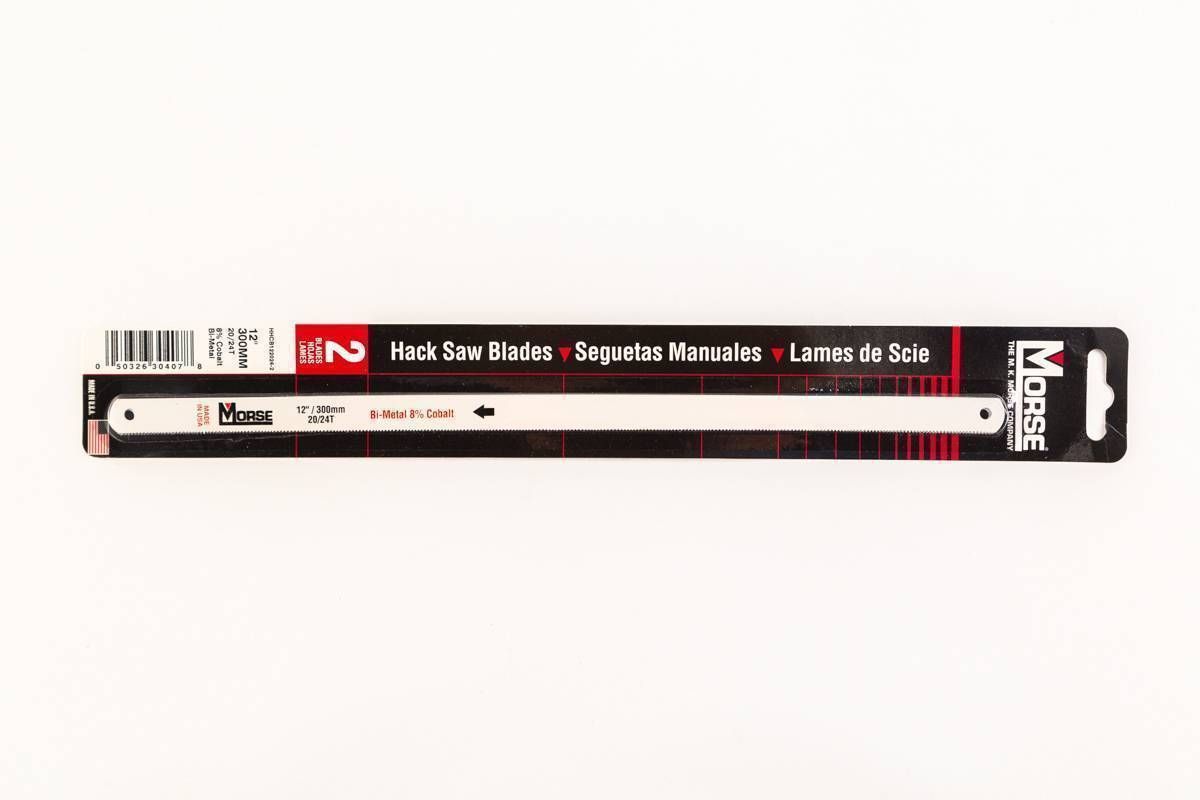 HHCB122024-2
12"
300MM
20/24T
8% Cobalt
Bi-Metal
0 50326 30407 8
2
BLADES
HOJAS
LAMES
Hack Saw Blades ▼ Seguetas Manuales ▼ Lames de Scie
MORSE®
THE M. K. MORSE COMPANY
MADE IN U.S.A.
MADE
IN USA
MORSE
12" / 300mm
20/24T
Bi-Metal 8% Cobalt